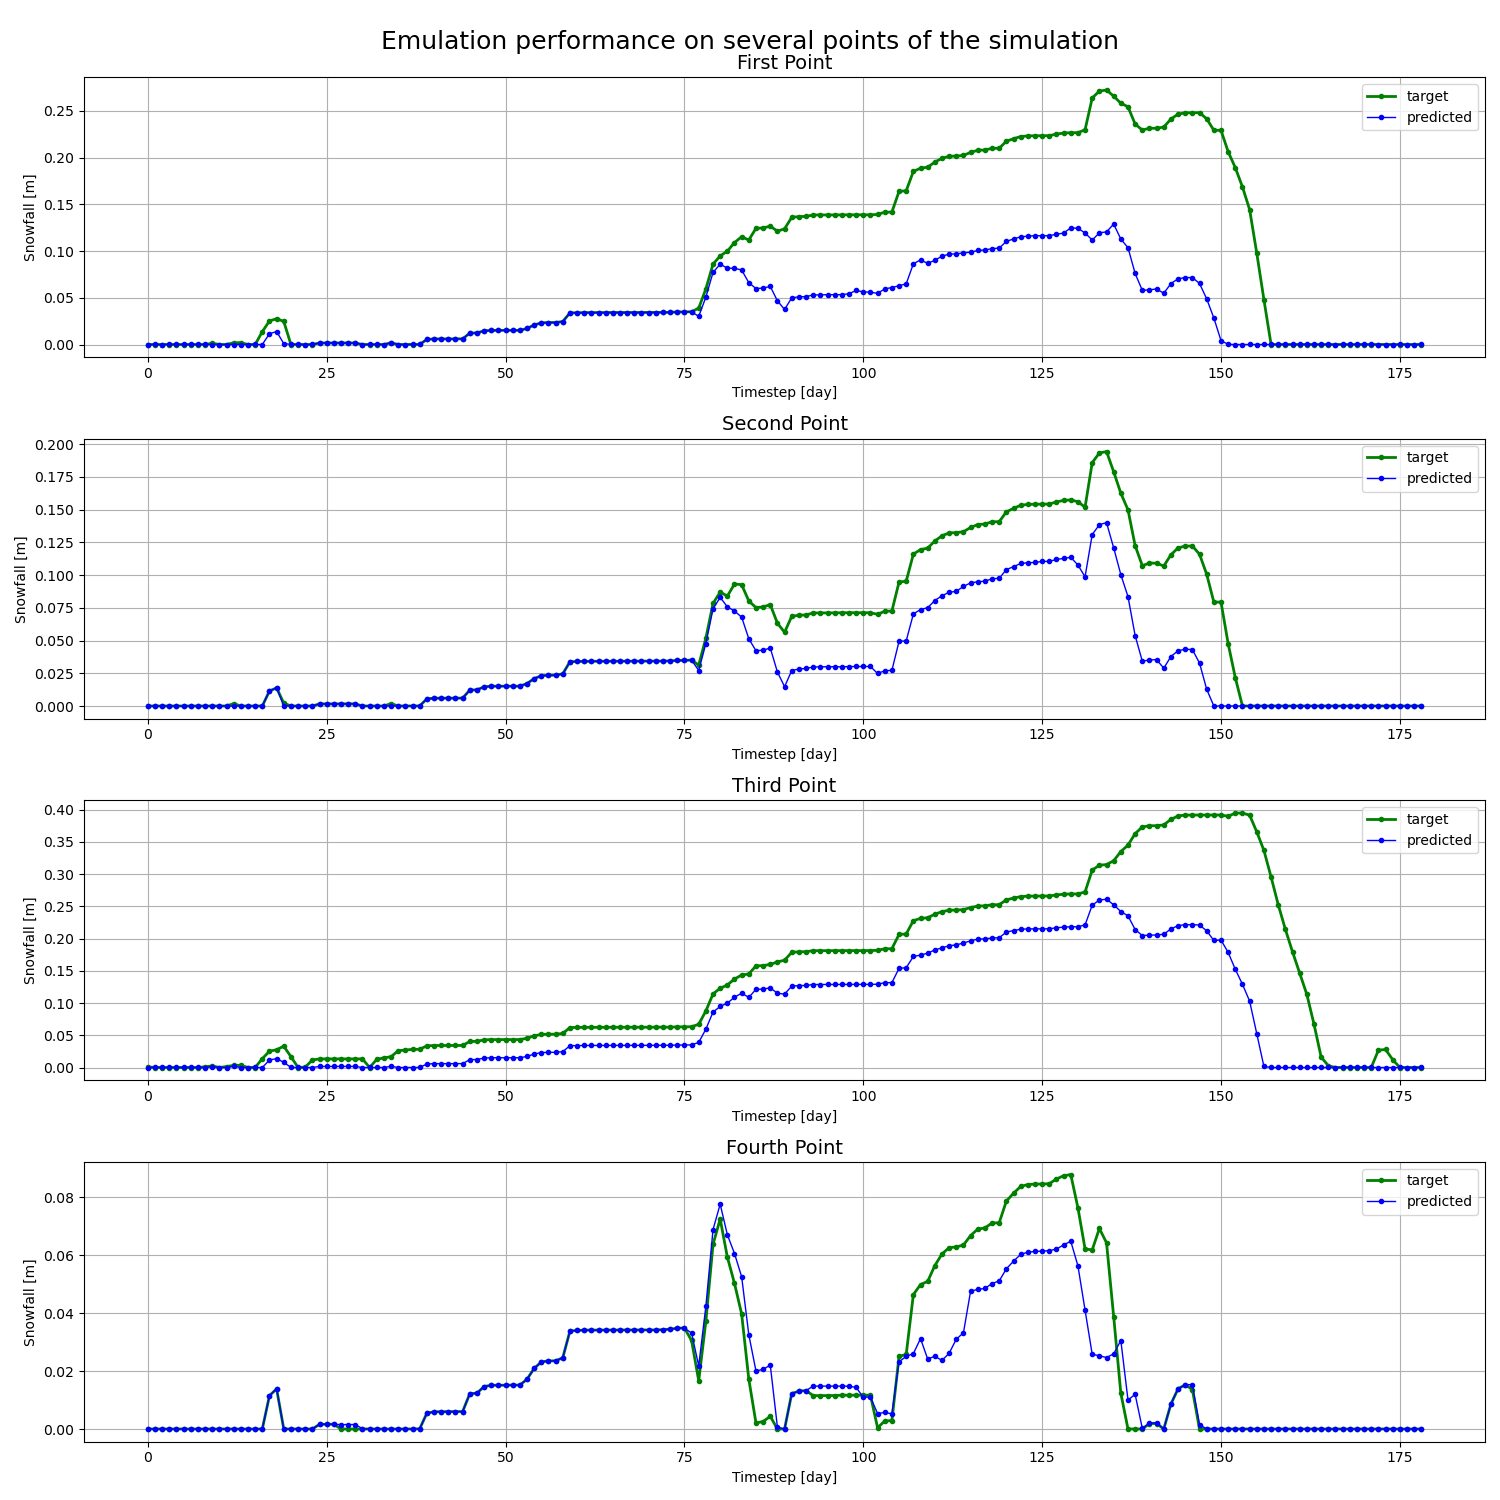 Emulation performance on several points of the simulation
First Point
target
predicted
Snowfall [m]
0.25
0.20
0.15
0.10
0.05
0.00
0 25 50 75 100 125 150 175
Timestep [day]
Second Point
target
predicted
Snowfall [m]
0.200
0.175
0.150
0.125
0.100
0.075
0.050
0.025
0.000
0 25 50 75 100 125 150 175
Timestep [day]
Third Point
target
predicted
Snowfall [m]
0.40
0.35
0.30
0.25
0.20
0.15
0.10
0.05
0.00
0 25 50 75 100 125 150 175
Timestep [day]
Fourth Point
target
predicted
Snowfall [m]
0.08
0.06
0.04
0.02
0.00
0 25 50 75 100 125 150 175
Timestep [day]